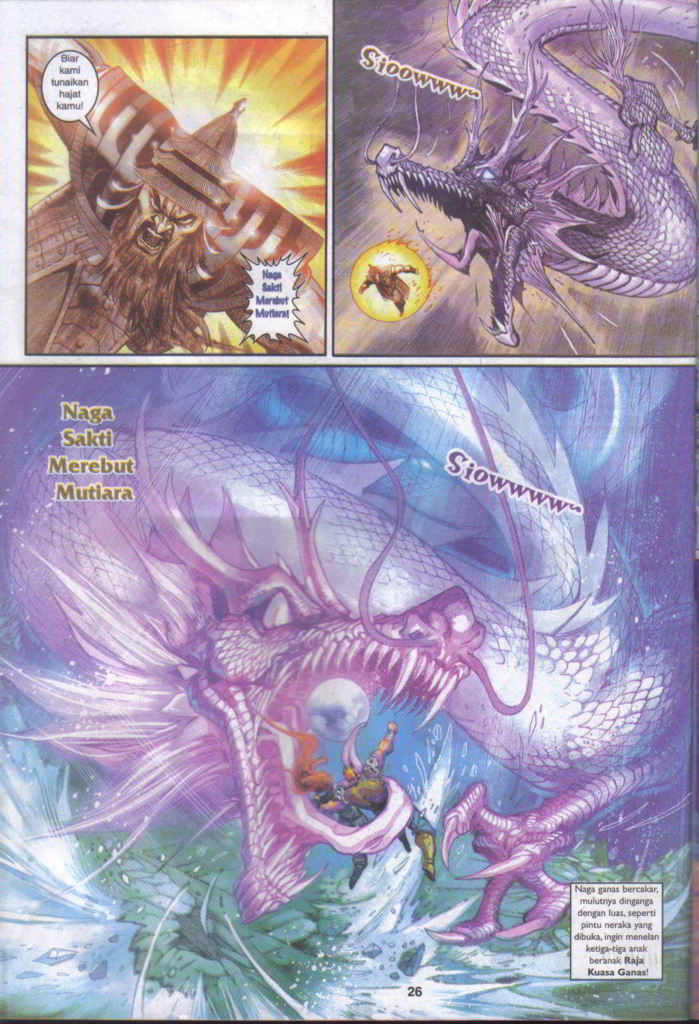 Biar
kami
tunaikan
hajat
kamu!
Naga
Sakti
Merebut
Mutiara!
Sioowww~
Naga
Sakti
Merebut
Mutiara
Siowwww~
Naga ganas bercakar,
mulutnya dinganga
dengan luas, seperti
pintu neraka yang
dibuka, ingin menelan
ketiga-tiga anak
beranak Raja
Kuasa Ganas!
26